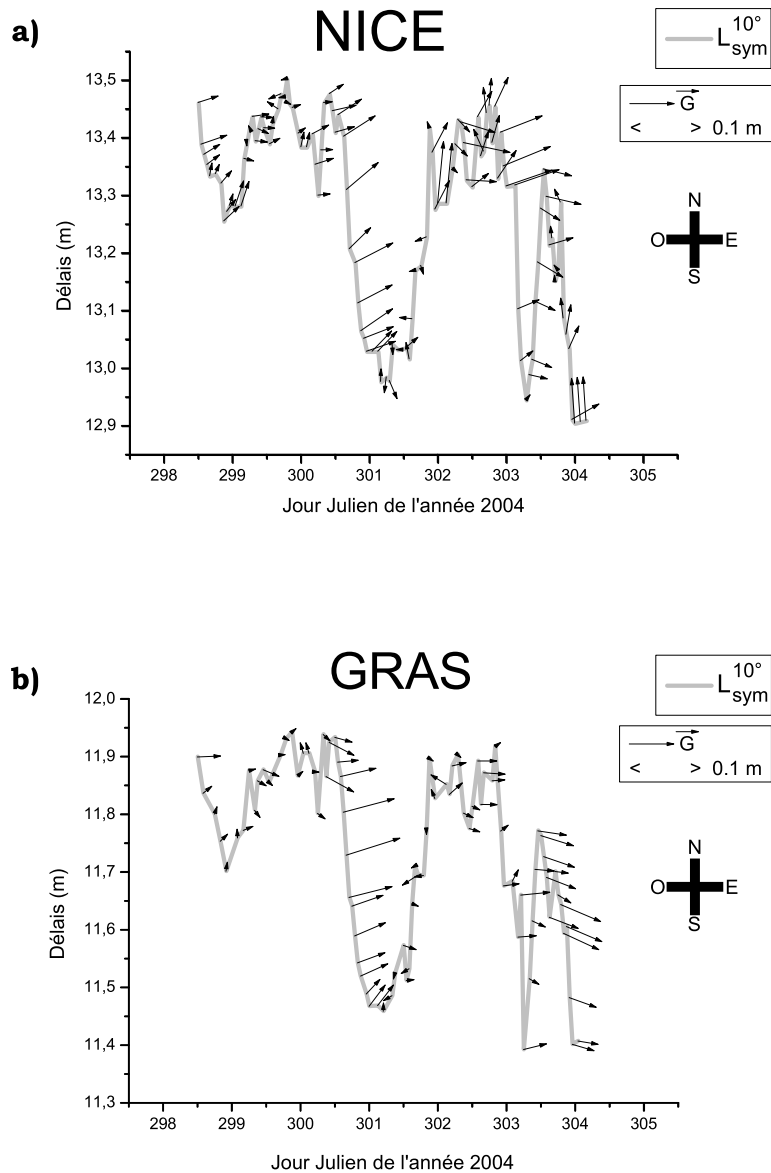 a)
NICE
L 10° sym
G
< > 0.1 m
N
O E
S
13,5
13,4
13,3
13,2
13,1
13,0
12,9
Délais (m)
298 299 300 301 302 303 304 305
Jour Julien de l'année 2004
b)
GRAS
L 10° sym
G
< > 0.1 m
N
O E
S
12,0
11,9
11,8
11,7
11,6
11,5
11,4
11,3
Délais (m)
298 299 300 301 302 303 304 305
Jour Julien de l'année 2004